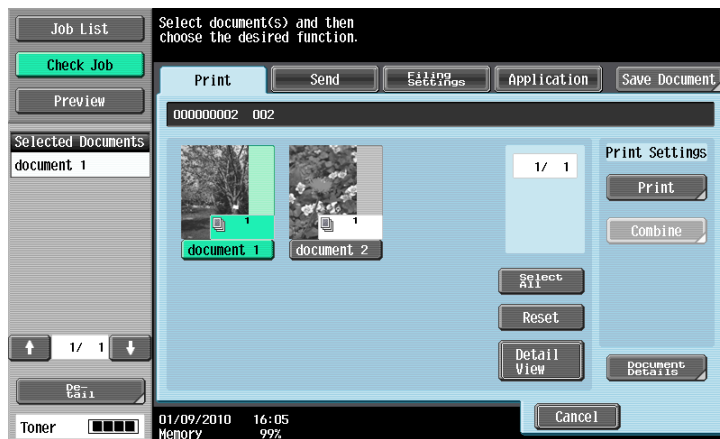 Job List
Check Job
Preview
Selected Documents
document 1
1/ 1
De-
tail
Toner
Select document(s) and then
choose the desired function.
Print
Send
Filing
Settings
Application
Save Document
000000002 002
1
document 1
1
document 2
1/ 1
Select
All
Reset
Detail
View
Print Settings
Print
Combine
Document
Details
01/09/2010 16:05
Memory 99%
Cancel